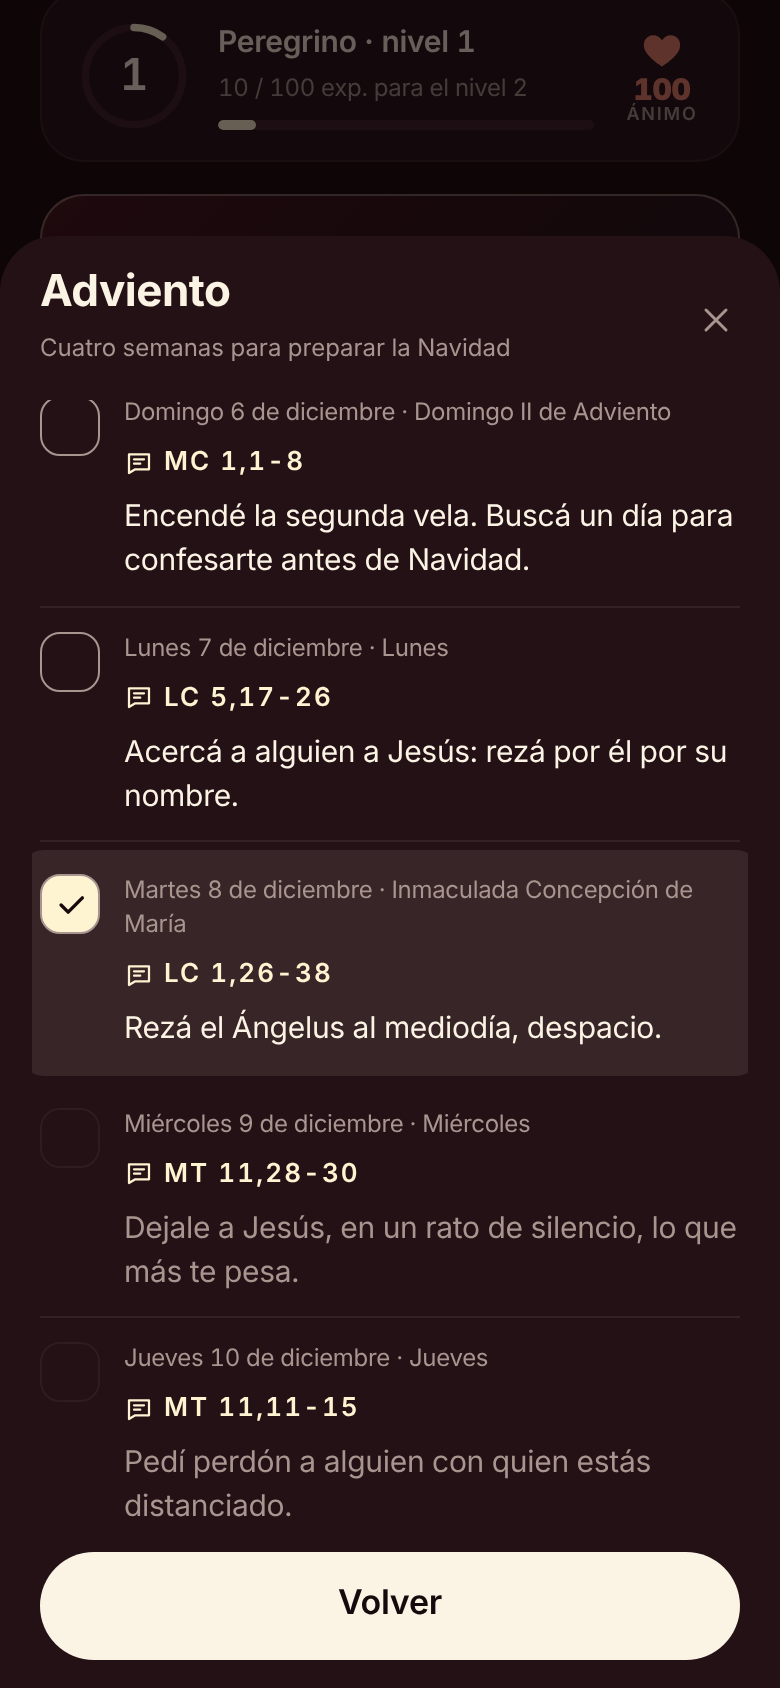 1
Peregrino · nivel 1
10 / 100 exp. para el nivel 2
100
ÁNIMO
Adviento
Cuatro semanas para preparar la Navidad
Domingo 6 de diciembre · Domingo II de Adviento
MC 1,1-8
Encendé la segunda vela. Buscá un día para
confesarte antes de Navidad.
Lunes 7 de diciembre · Lunes
LC 5,17-26
Acercá a alguien a Jesús: rezá por él por su
nombre.
Martes 8 de diciembre · Inmaculada Concepción de
María
LC 1,26-38
Rezá el Ángelus al mediodía, despacio.
Miércoles 9 de diciembre · Miércoles
MT 11,28-30
Dejale a Jesús, en un rato de silencio, lo que
más te pesa.
Jueves 10 de diciembre · Jueves
MT 11,11-15
Pedí perdón a alguien con quien estás
distanciado.
Volver